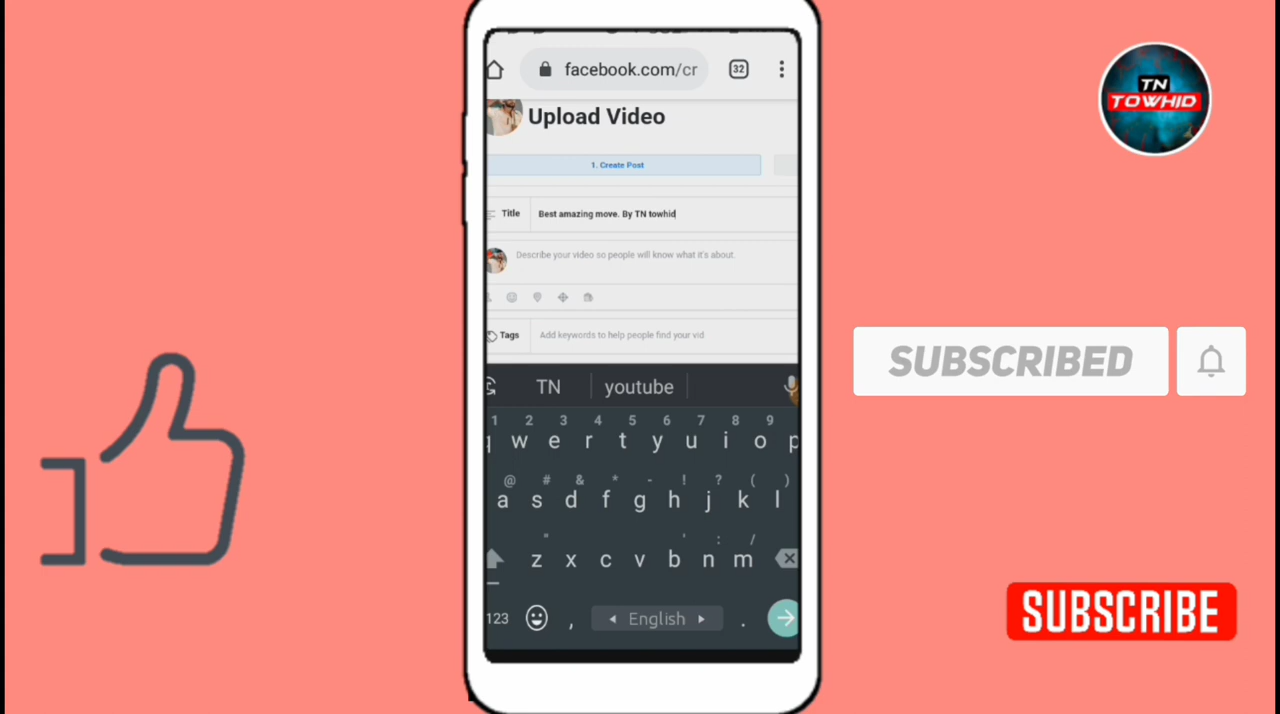 facebook.com/cr
32
TN
TOWHID
Upload Video
1. Create Post
Title
Best amazing move. By TN towhid
Describe your video so people will know what it's about.
Tags
Add keywords to help people find your vid
SUBSCRIBED
TN youtube
1 2 3 4 5 6 7 8 9
q w e r t y u i o p
@ # & * - ! ? ( )
a s d f g h j k l
" ' : /
z x c v b n m
123 , English .
SUBSCRIBE